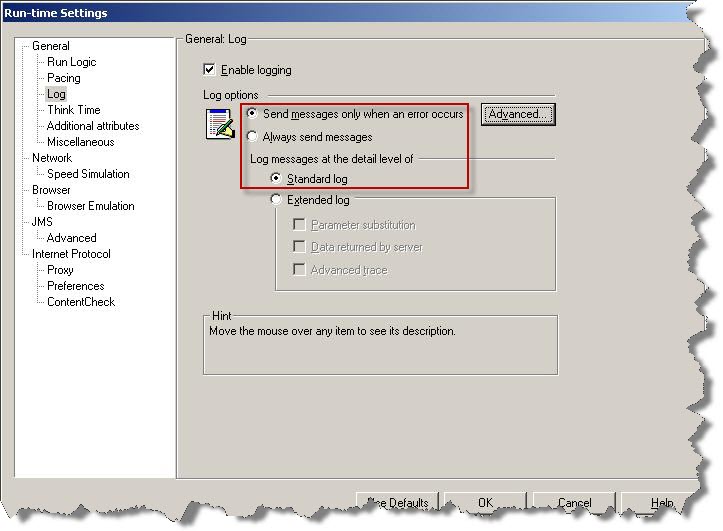 Run-time Settings
General
Run Logic
Pacing
Log
Think Time
Additional attributes
Miscellaneous
Network
Speed Simulation
Browser
Browser Emulation
JMS
Advanced
Internet Protocol
Proxy
Preferences
ContentCheck
General: Log
Enable logging
Log options
Send messages only when an error occurs
Advanced...
Always send messages
Log messages at the detail level of
Standard log
Extended log
Parameter substitution
Data returned by server
Advanced trace
Hint
Move the mouse over any item to see its description.
Use Defaults
OK
Cancel
Help